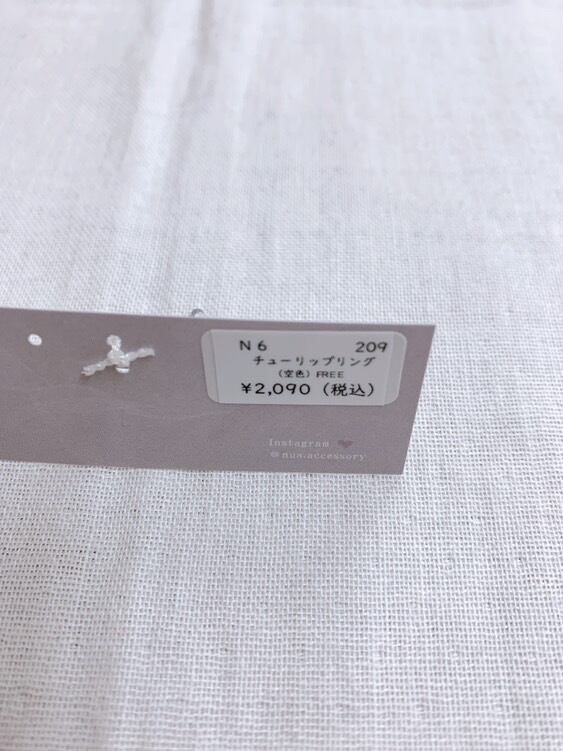 N6 209
チューリップリング
（空色）FREE
¥2,090（税込）
Instagram
@nun.accessory